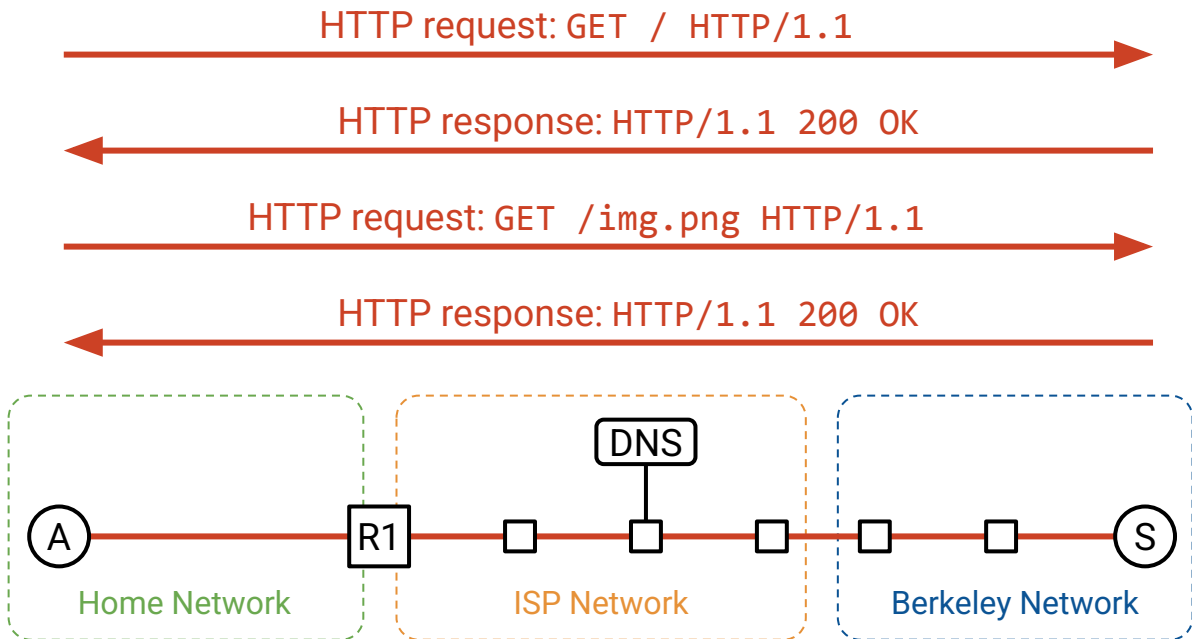 HTTP request: GET / HTTP/1.1
HTTP response: HTTP/1.1 200 OK
HTTP request: GET /img.png HTTP/1.1
HTTP response: HTTP/1.1 200 OK
DNS
A
R1
S
Home Network
ISP Network
Berkeley Network